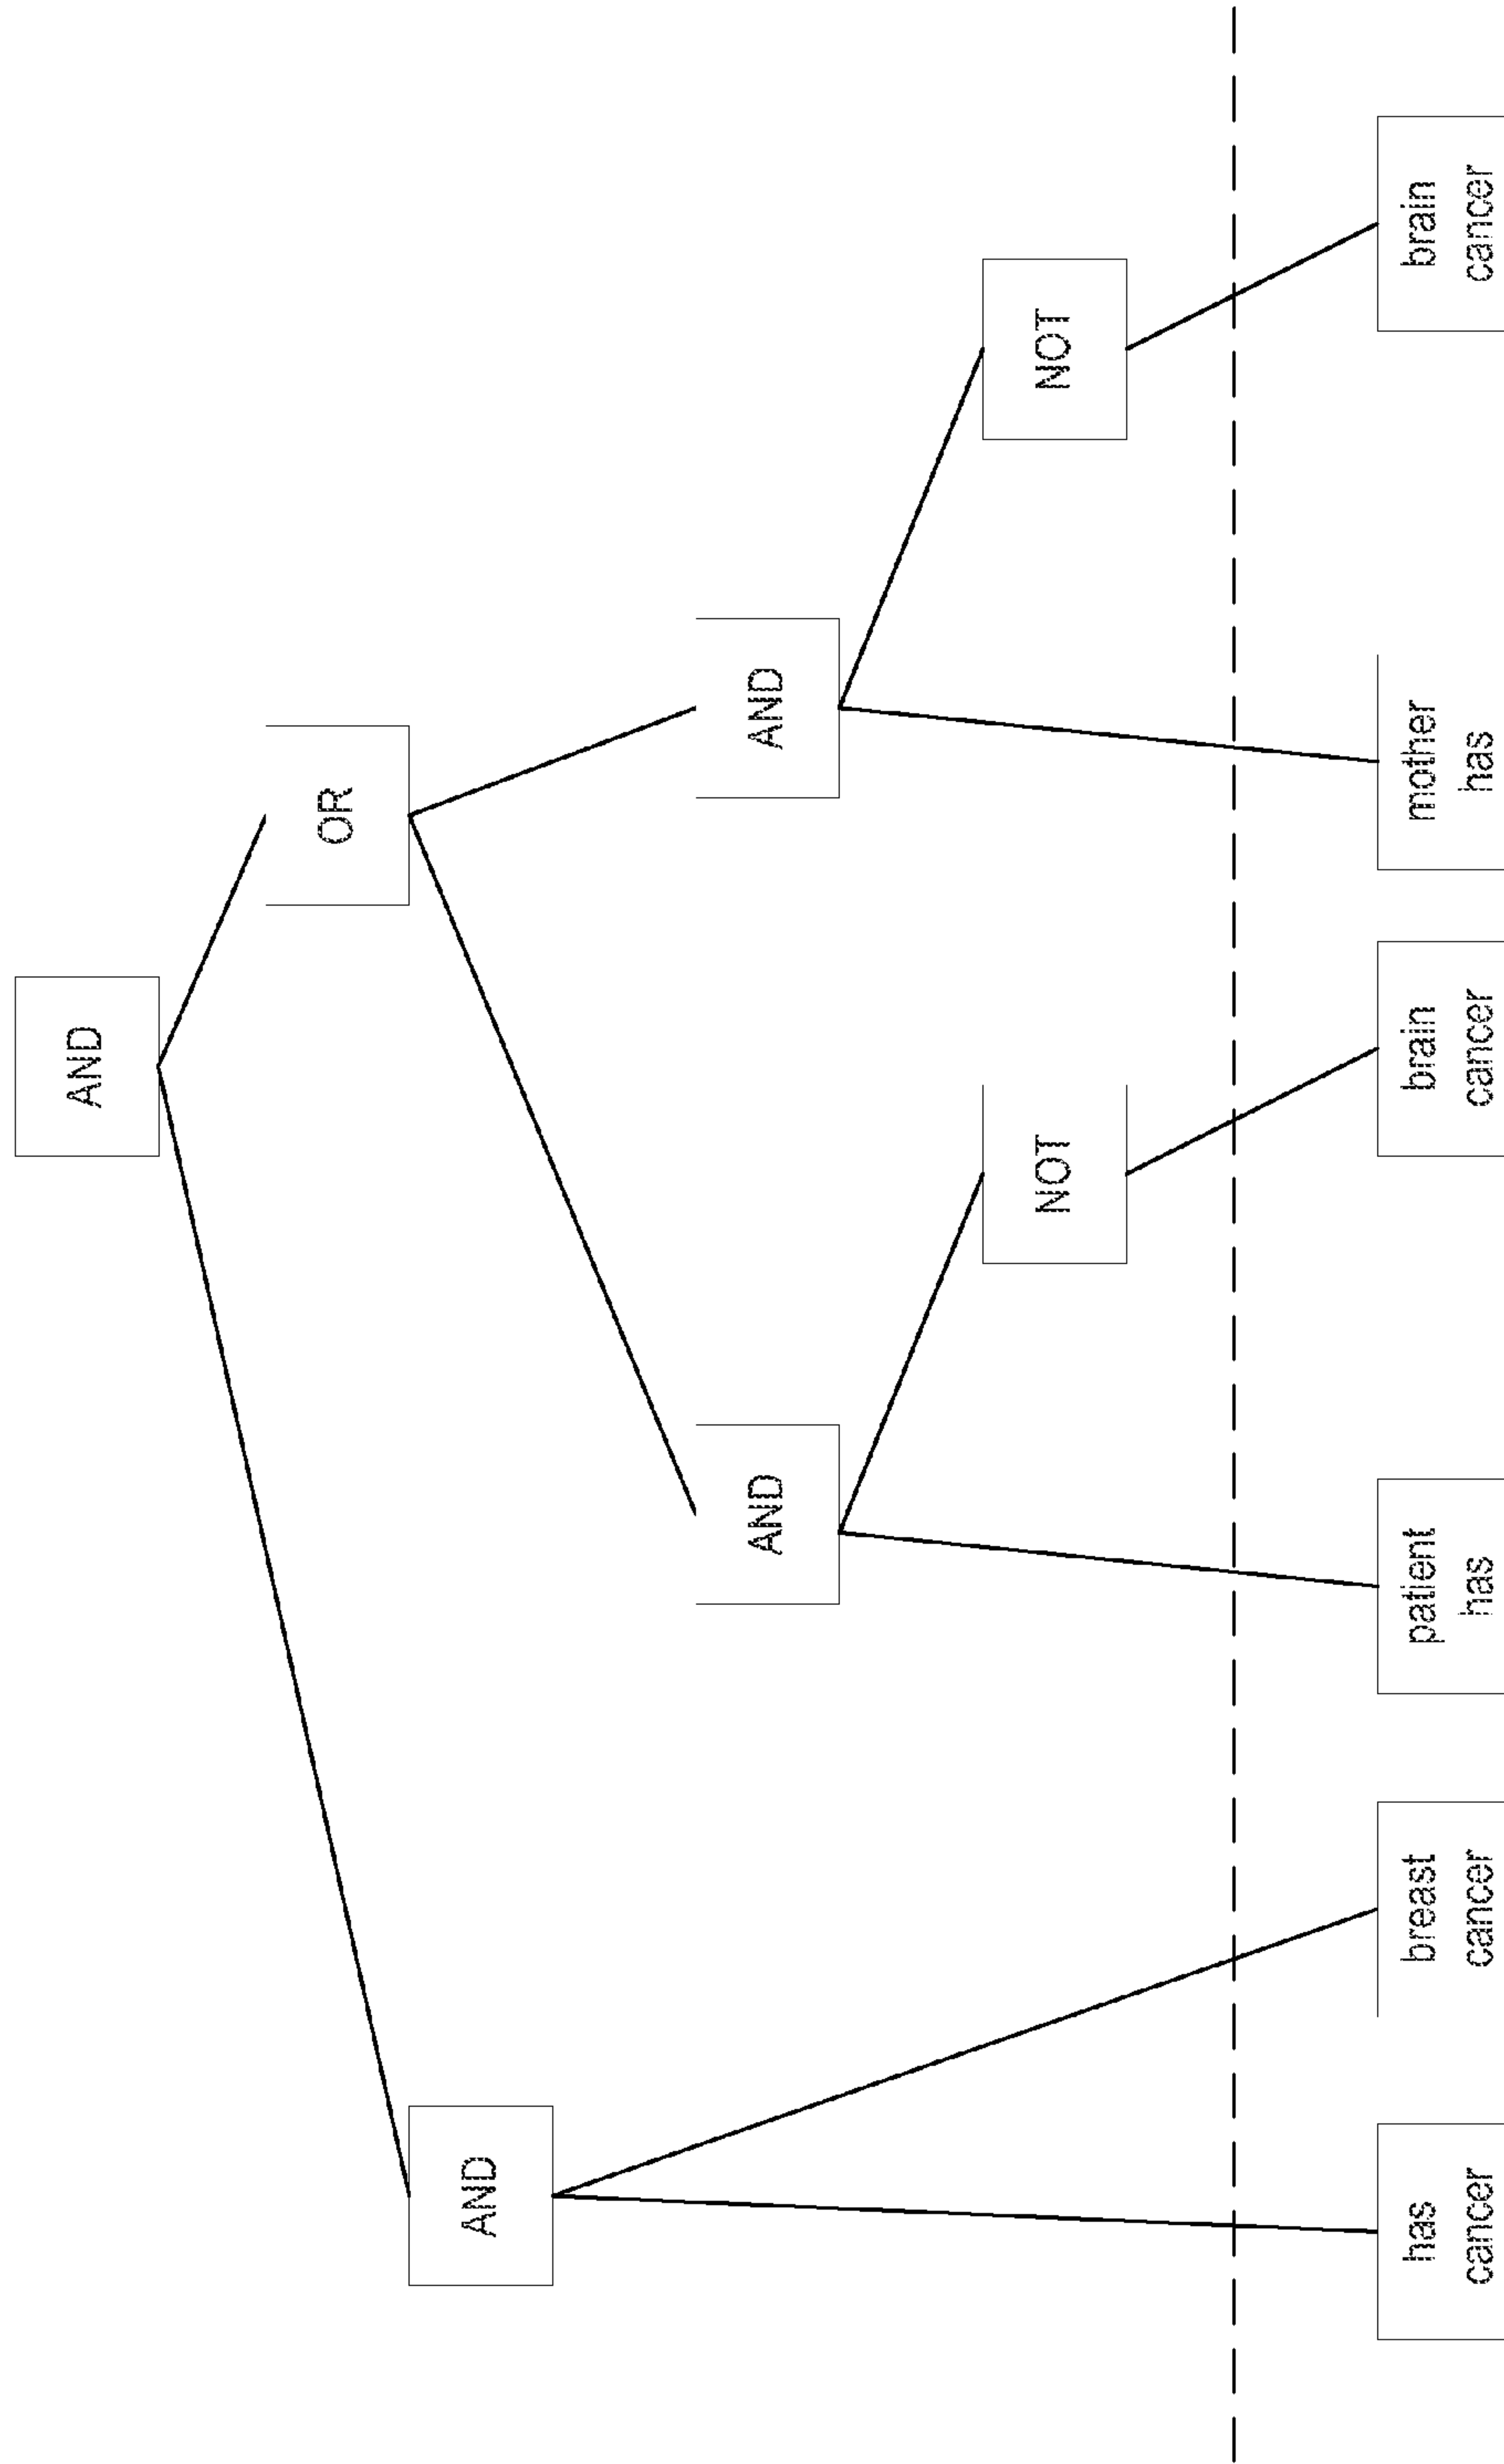 AND
OR
AND
AND
AND
NOT
NOT
has
cancer
breast
cancer
patient
has
brain
cancer
mother
has
brain
cancer